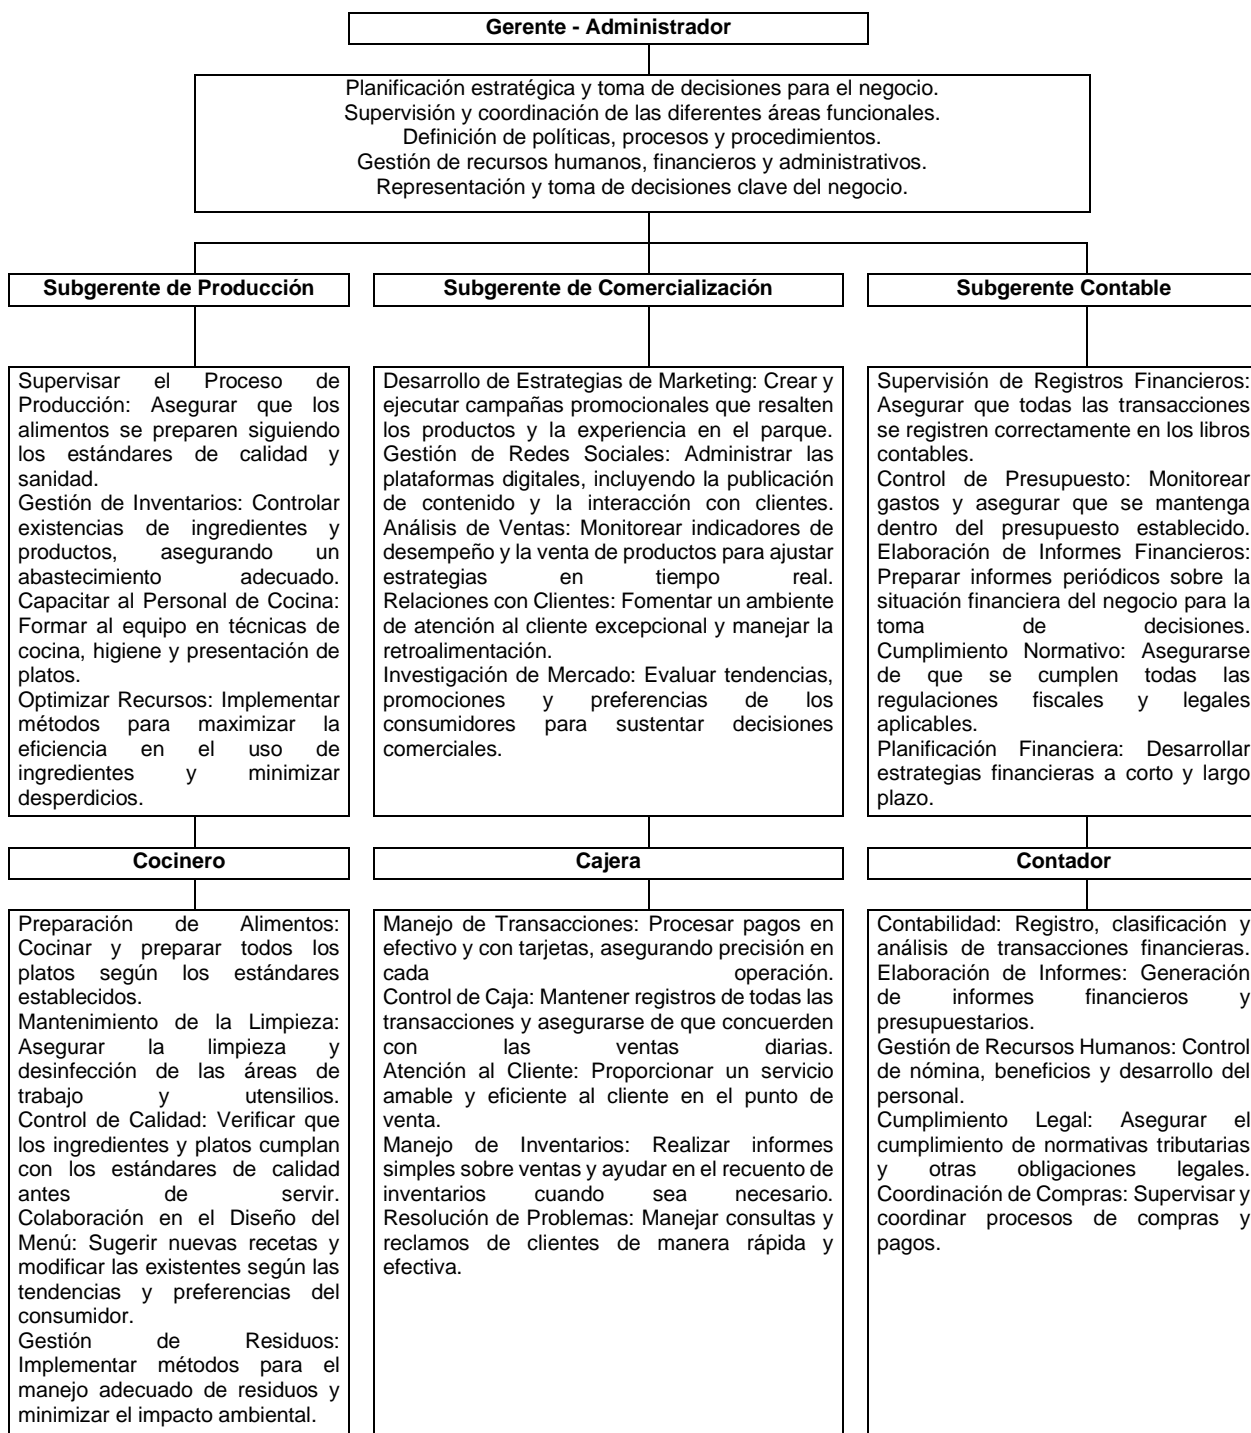 Gerente - Administrador
Planificación estratégica y toma de decisiones para el negocio.
Supervisión y coordinación de las diferentes áreas funcionales.
Definición de políticas, procesos y procedimientos.
Gestión de recursos humanos, financieros y administrativos.
Representación y toma de decisiones clave del negocio.
Subgerente de Producción
Supervisar el Proceso de
Producción: Asegurar que los
alimentos se preparen siguiendo
los estándares de calidad y
sanidad.
Gestión de Inventarios: Controlar
existencias de ingredientes y
productos, asegurando un
abastecimiento adecuado.
Capacitar al Personal de Cocina:
Formar al equipo en técnicas de
cocina, higiene y presentación de
platos.
Optimizar Recursos: Implementar
métodos para maximizar la
eficiencia en el uso de
ingredientes y minimizar
desperdicios.
Subgerente de Comercialización
Desarrollo de Estrategias de Marketing: Crear y
ejecutar campañas promocionales que resalten
los productos y la experiencia en el parque.
Gestión de Redes Sociales: Administrar las
plataformas digitales, incluyendo la publicación
de contenido y la interacción con clientes.
Análisis de Ventas: Monitorear indicadores de
desempeño y la venta de productos para ajustar
estrategias en tiempo real.
Relaciones con Clientes: Fomentar un ambiente
de atención al cliente excepcional y manejar la
retroalimentación.
Investigación de Mercado: Evaluar tendencias,
promociones y preferencias de los
consumidores para sustentar decisiones
comerciales.
Subgerente Contable
Supervisión de Registros Financieros:
Asegurar que todas las transacciones
se registren correctamente en los libros
contables.
Control de Presupuesto: Monitorear
gastos y asegurar que se mantenga
dentro del presupuesto establecido.
Elaboración de Informes Financieros:
Preparar informes periódicos sobre la
situación financiera del negocio para la
toma de decisiones.
Cumplimiento Normativo: Asegurarse
de que se cumplen todas las
regulaciones fiscales y legales
aplicables.
Planificación Financiera: Desarrollar
estrategias financieras a corto y largo
plazo.
Cocinero
Preparación de Alimentos:
Cocinar y preparar todos los
platos según los estándares
establecidos.
Mantenimiento de la Limpieza:
Asegurar la limpieza y
desinfección de las áreas de
trabajo y utensilios.
Control de Calidad: Verificar que
los ingredientes y platos cumplan
con los estándares de calidad
antes de servir.
Colaboración en el Diseño del
Menú: Sugerir nuevas recetas y
modificar las existentes según las
tendencias y preferencias del
consumidor.
Gestión de Residuos:
Implementar métodos para el
manejo adecuado de residuos y
minimizar el impacto ambiental.
Cajera
Manejo de Transacciones: Procesar pagos en
efectivo y con tarjetas, asegurando precisión en
cada operación.
Control de Caja: Mantener registros de todas las
transacciones y asegurarse de que concuerden
con las ventas diarias.
Atención al Cliente: Proporcionar un servicio
amable y eficiente al cliente en el punto de
venta.
Manejo de Inventarios: Realizar informes
simples sobre ventas y ayudar en el recuento de
inventarios cuando sea necesario.
Resolución de Problemas: Manejar consultas y
reclamos de clientes de manera rápida y
efectiva.
Contador
Contabilidad: Registro, clasificación y
análisis de transacciones financieras.
Elaboración de Informes: Generación
de informes financieros y
presupuestarios.
Gestión de Recursos Humanos: Control
de nómina, beneficios y desarrollo del
personal.
Cumplimiento Legal: Asegurar el
cumplimiento de normativas tributarias
y otras obligaciones legales.
Coordinación de Compras: Supervisar y
coordinar procesos de compras y
pagos.